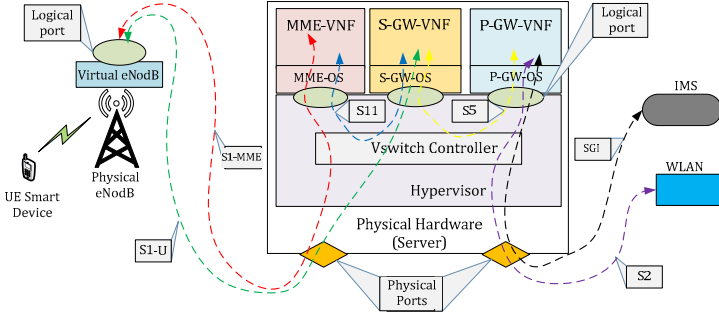 Logical
port
MME-VNF
S-GW-VNF
P-GW-VNF
Logical
port
Virtual eNodB
MME-OS
S-GW-OS
P-GW-OS
IMS
S11
S5
Physical
eNodB
UE Smart
Device
S1-MME
Vswitch Controller
SGI
WLAN
Hypervisor
Physical Hardware
(Server)
S1-U
S2
Physical
Ports